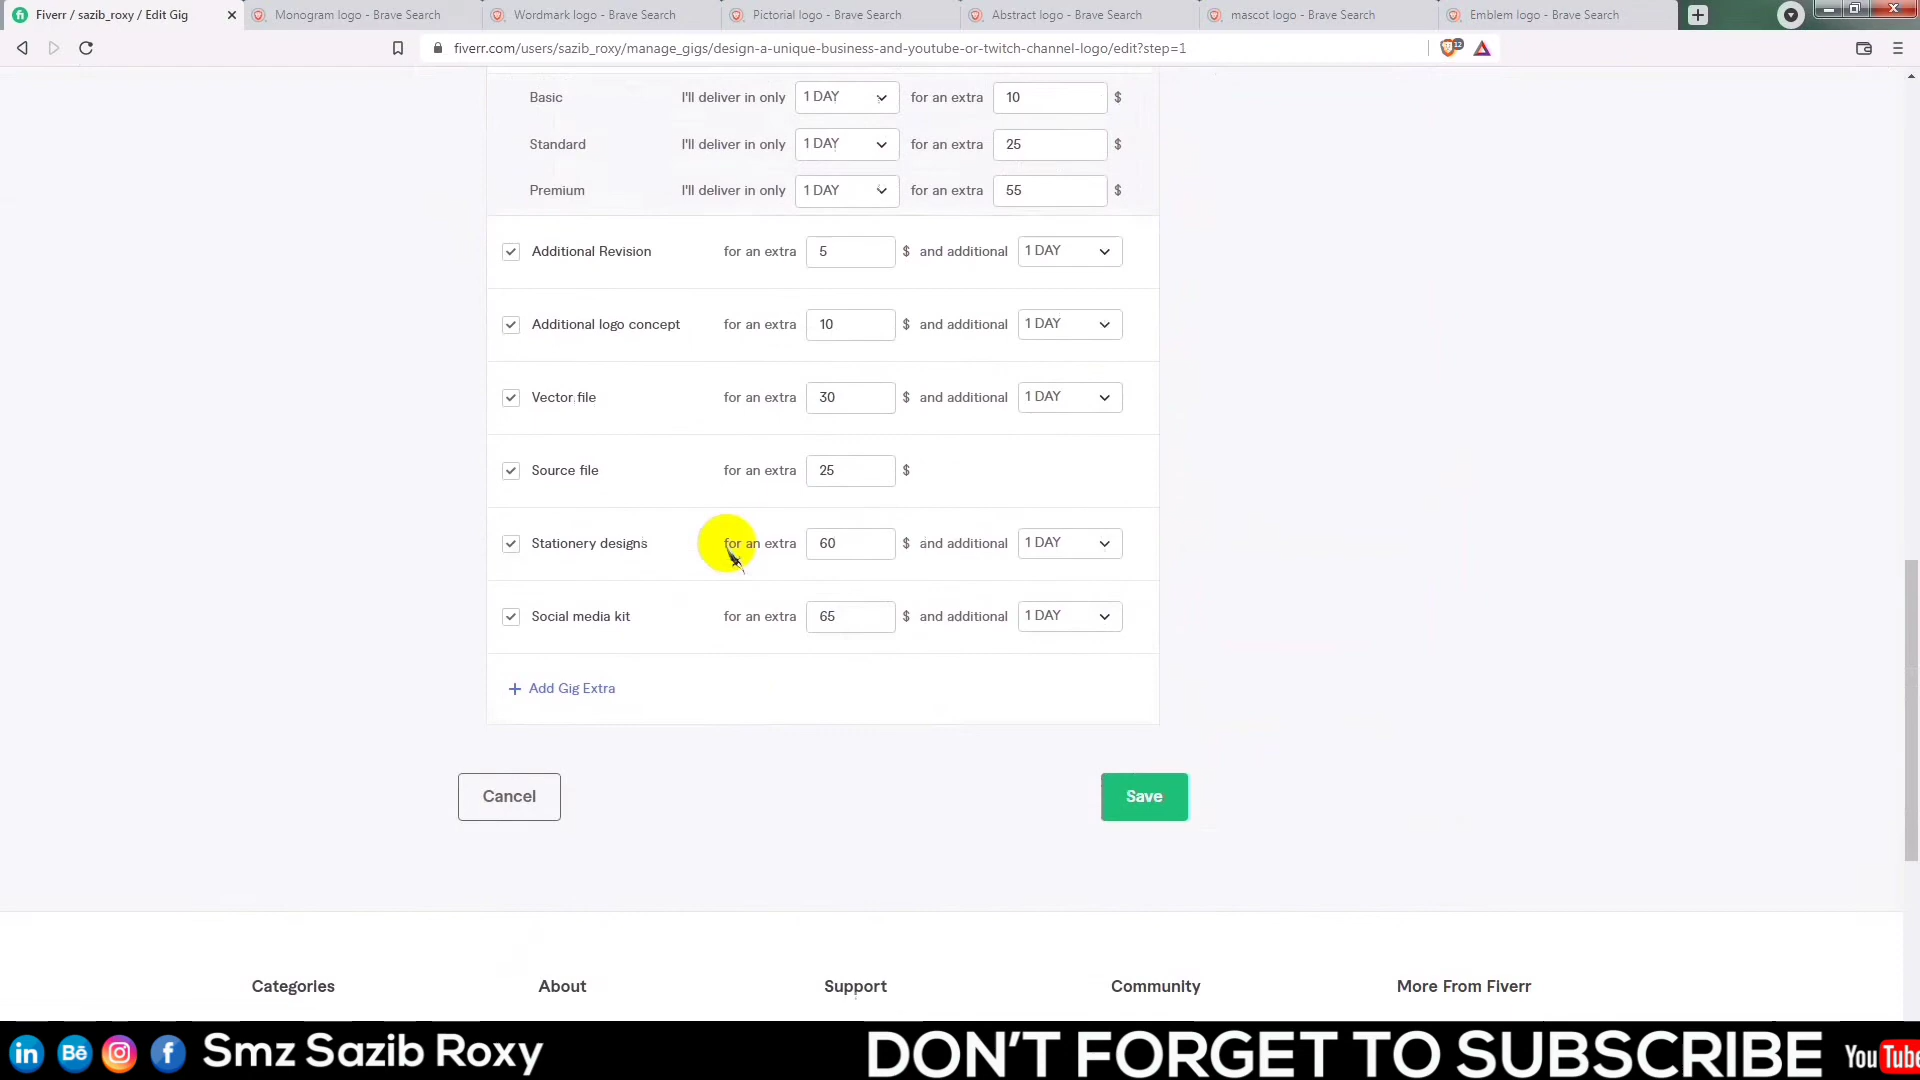 Fiverr / sazib_roxy / Edit Gig
Monogram logo - Brave Search
Wordmark logo - Brave Search
Pictorial logo - Brave Search
Abstract logo - Brave Search
mascot logo - Brave Search
Emblem logo - Brave Search
fiverr.com/users/sazib_roxy/manage_gigs/design-a-unique-business-and-youtube-or-twitch-channel-logo/edit?step=1
12
Basic I'll deliver in only 1 DAY for an extra 10 $
Standard I'll deliver in only 1 DAY for an extra 25 $
Premium I'll deliver in only 1 DAY for an extra 55 $
Additional Revision for an extra 5 $ and additional 1 DAY
Additional logo concept for an extra 10 $ and additional 1 DAY
Vector file for an extra 30 $ and additional 1 DAY
Source file for an extra 25 $
Stationery designs for an extra 60 $ and additional 1 DAY
Social media kit for an extra 65 $ and additional 1 DAY
+ Add Gig Extra
Cancel Save
Categories About Support Community More From Fiverr
in Bē f Smz Sazib Roxy DON'T FORGET TO SUBSCRIBE YouTube